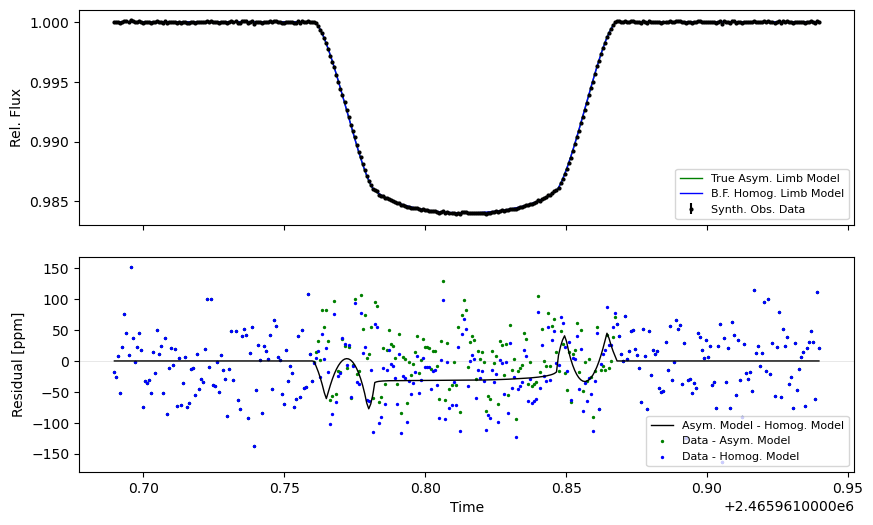 1.000
0.995
0.990
0.985
Rel. Flux
True Asym. Limb Model
B.F. Homog. Limb Model
Synth. Obs. Data
150
100
50
0
−50
−100
−150
Residual [ppm]
Asym. Model - Homog. Model
Data - Asym. Model
Data - Homog. Model
0.70
0.75
0.80
0.85
0.90
0.95
Time
+2.4659610000e6